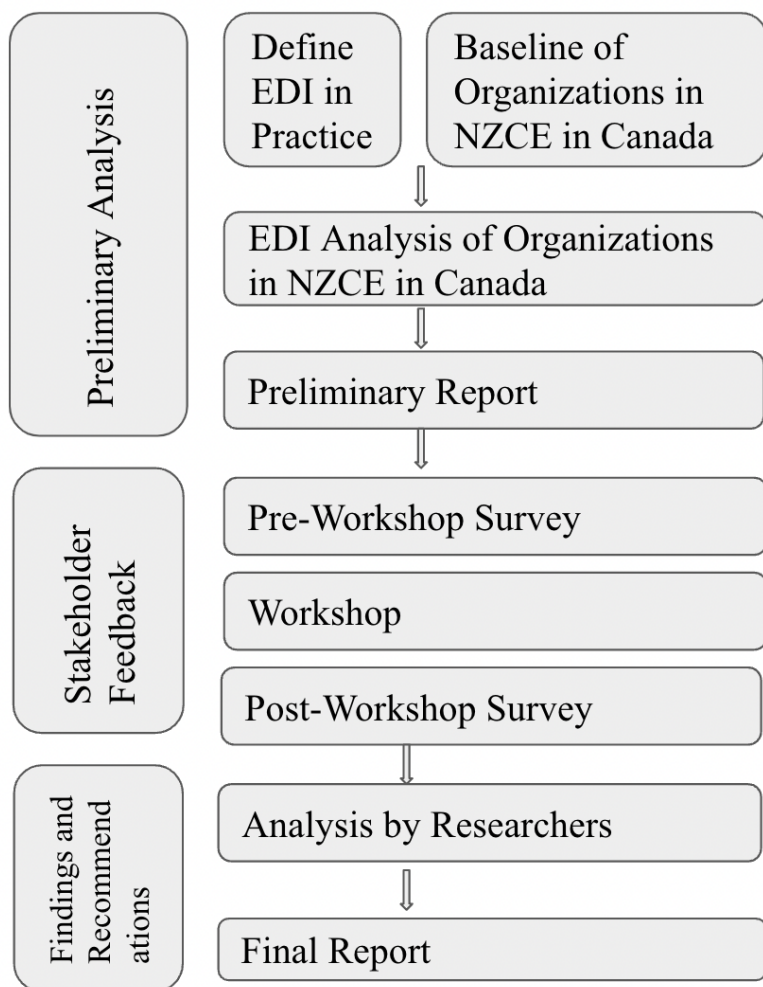 Preliminary Analysis
Define
EDI in
Practice
Baseline of
Organizations in
NZCE in Canada
EDI Analysis of Organizations
in NZCE in Canada
Preliminary Report
Stakeholder
Feedback
Pre-Workshop Survey
Workshop
Post-Workshop Survey
Findings and
Recommend
ations
Analysis by Researchers
Final Report